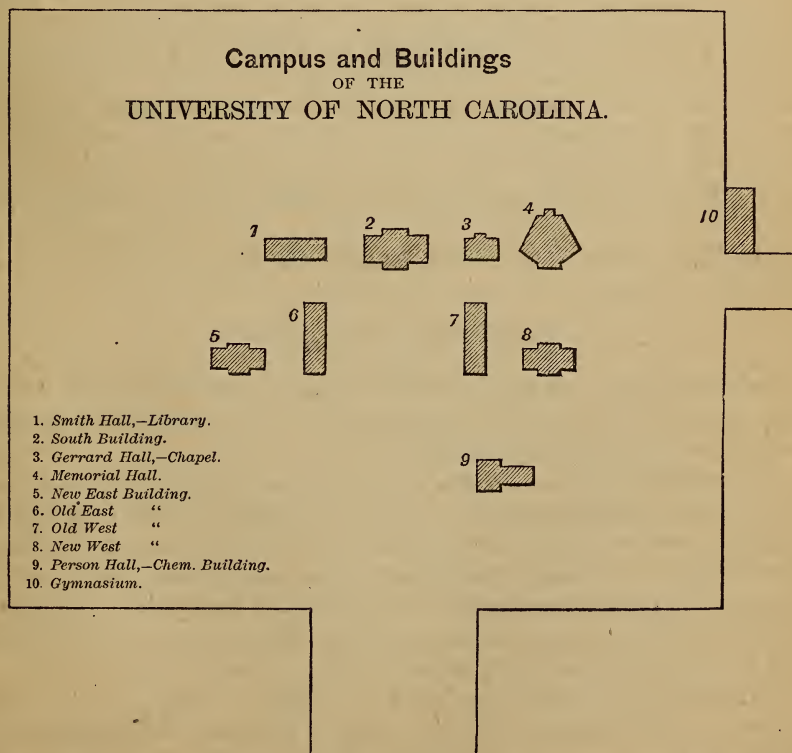 Campus and Buildings
OF THE
UNIVERSITY OF NORTH CAROLINA.
1
2
3
4
10
5
6
7
8
9
1. Smith Hall,—Library.
2. South Building.
3. Gerrard Hall,—Chapel.
4. Memorial Hall.
5. New East Building.
6. Old East “
7. Old West “
8. New West “
9. Person Hall,—Chem. Building.
10. Gymnasium.